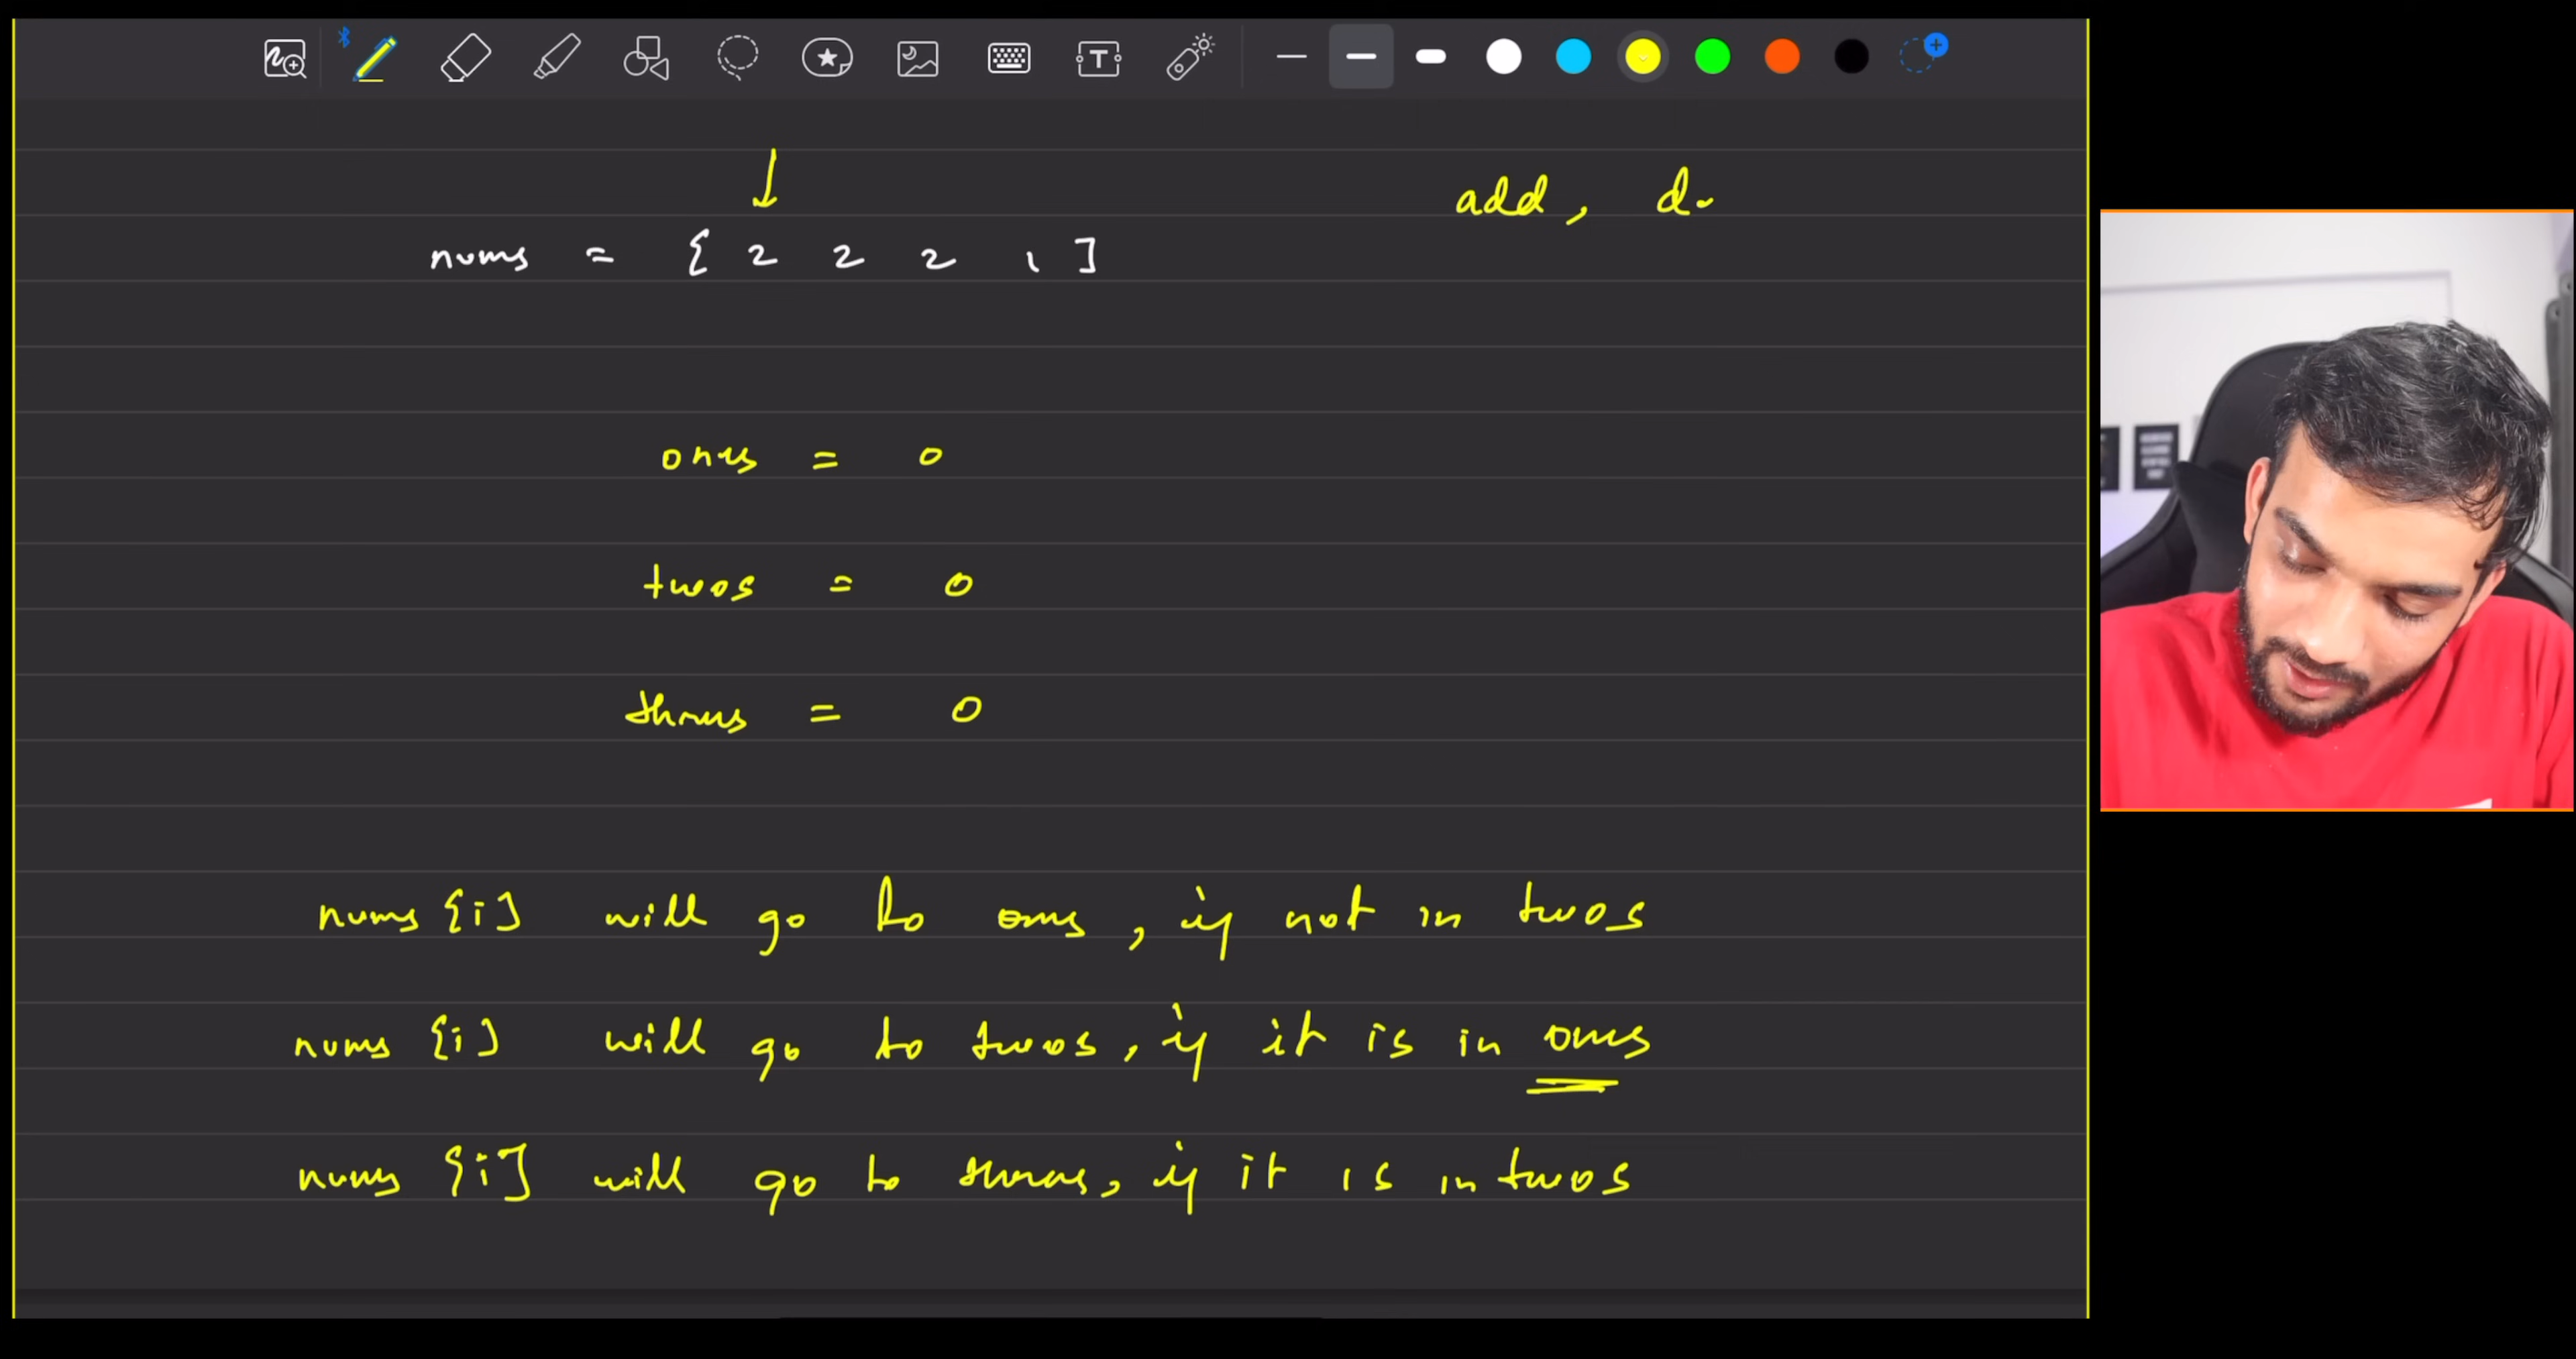 add, d
nums = { 2 2 2 1 ]
ones = 0
twos = 0
threes = 0
nums {i] will go to ones, if not in twos
nums {i] will go to twos, if it is in ones
nums {i] will go to threes, if it is in twos